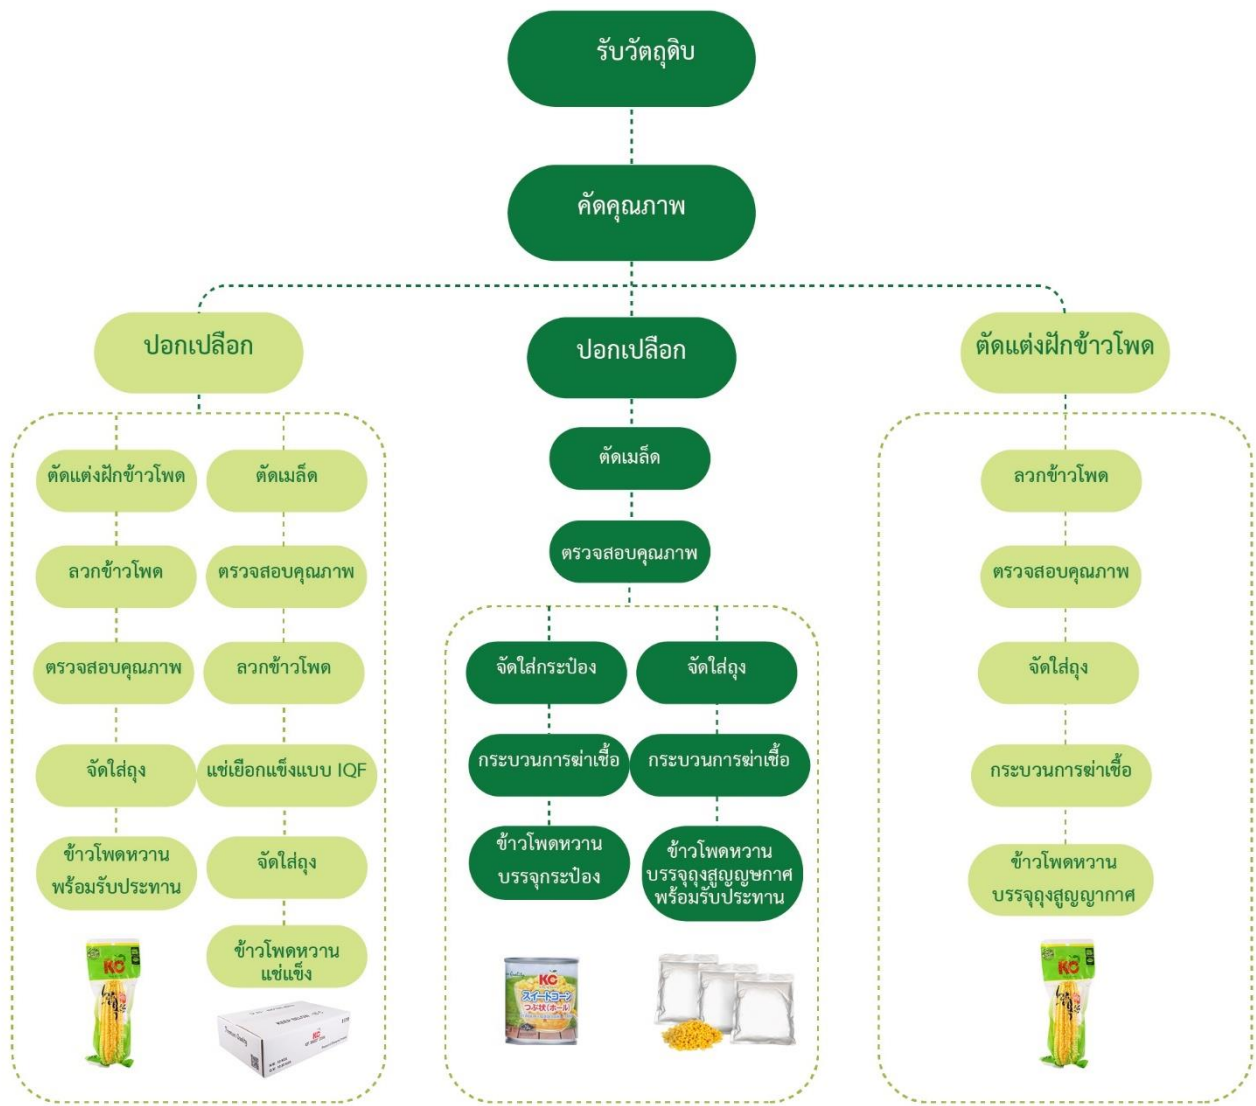 รับวัตถุดิบ
คัดคุณภาพ
ปอกเปลือก
ตัดแต่งฝักข้าวโพด
ลวกข้าวโพด
ตรวจสอบคุณภาพ
จัดใส่ถุง
ข้าวโพดหวาน
พร้อมรับประทาน
KC
ตัดเมล็ด
ตรวจสอบคุณภาพ
ลวกข้าวโพด
แช่เยือกแข็งแบบ IQF
จัดใส่ถุง
ข้าวโพดหวาน
แช่แข็ง
KC
ปอกเปลือก
ตัดเมล็ด
ตรวจสอบคุณภาพ
จัดใส่กระป๋อง
กระบวนการฆ่าเชื้อ
ข้าวโพดหวาน
บรรจุกระป๋อง
KC
スイートコーン
つぶ状(ホール)
จัดใส่ถุง
กระบวนการฆ่าเชื้อ
ข้าวโพดหวาน
บรรจุถุงสูญญษกาศ
พร้อมรับประทาน
ตัดแต่งฝักข้าวโพด
ลวกข้าวโพด
ตรวจสอบคุณภาพ
จัดใส่ถุง
กระบวนการฆ่าเชื้อ
ข้าวโพดหวาน
บรรจุถุงสูญญากาศ
KC